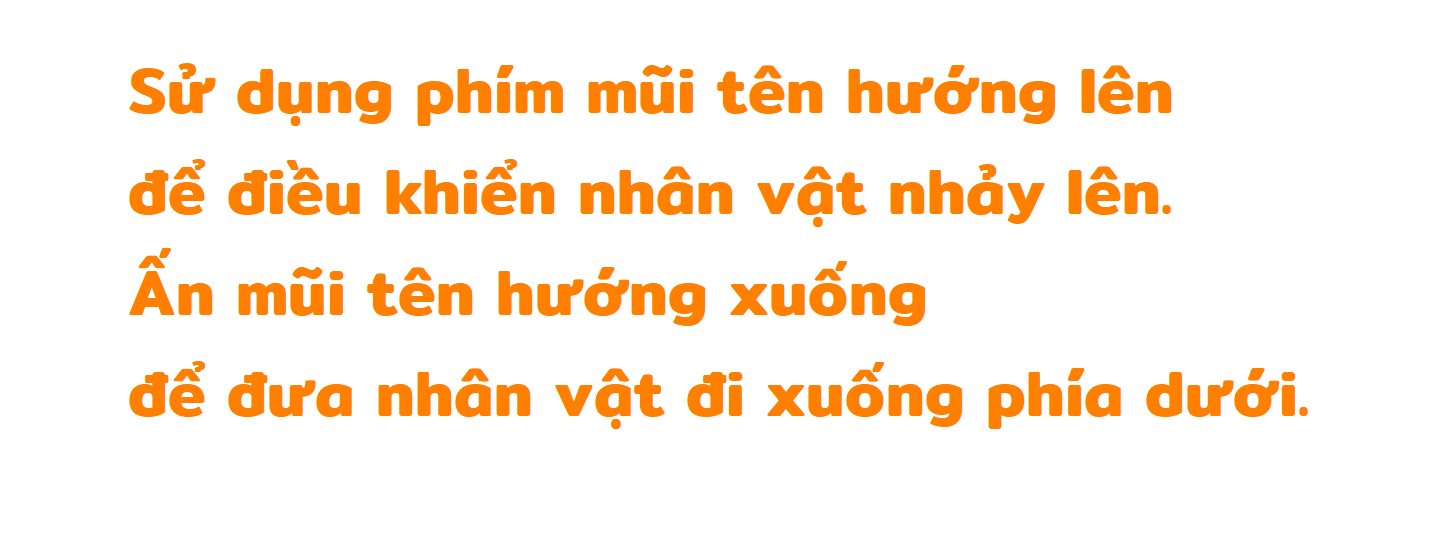 Sử dụng phím mũi tên hướng lên
để điều khiển nhân vật nhảy lên.
Ấn mũi tên hướng xuống
để đưa nhân vật đi xuống phía dưới.